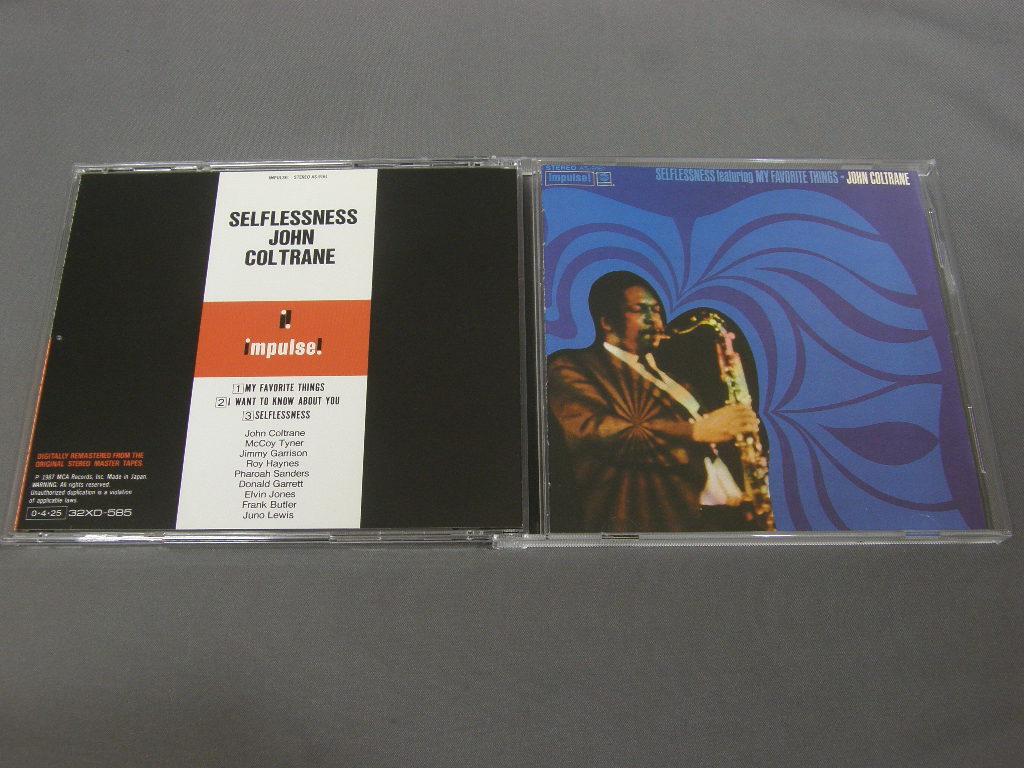 IMPULSE! STEREO AS-9161
SELFLESSNESS
JOHN
COLTRANE
i!
impulse!
1 MY FAVORITE THINGS
2 I WANT TO KNOW ABOUT YOU
3 SELFLESSNESS
John Coltrane
McCoy Tyner
Jimmy Garrison
Roy Haynes
Pharoah Sanders
Donald Garrett
Elvin Jones
Frank Butler
Juno Lewis
DIGITALLY REMASTERED FROM THE
ORIGINAL STEREO MASTER TAPES.
P 1987 MCA Records, Inc. Made in Japan.
WARNING: All rights reserved.
Unauthorized duplication is a violation
of applicable laws.
0-4-25 32XD-585
STEREO
impulse!
SELFLESSNESS featuring MY FAVORITE THINGS - JOHN COLTRANE